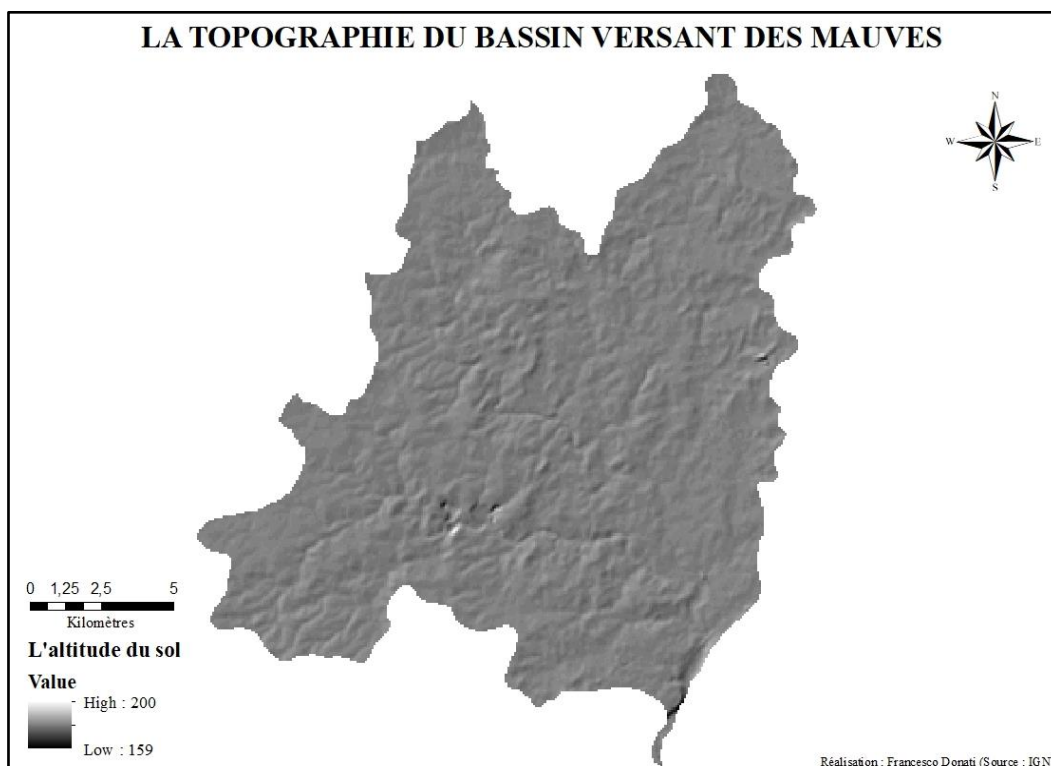 LA TOPOGRAPHIE DU BASSIN VERSANT DES MAUVES
N
W E
S
0 1,25 2,5 5
Kilomètres
L'altitude du sol
Value
High : 200
Low : 159
Réalisation : Francesco Donati (Source : IGN